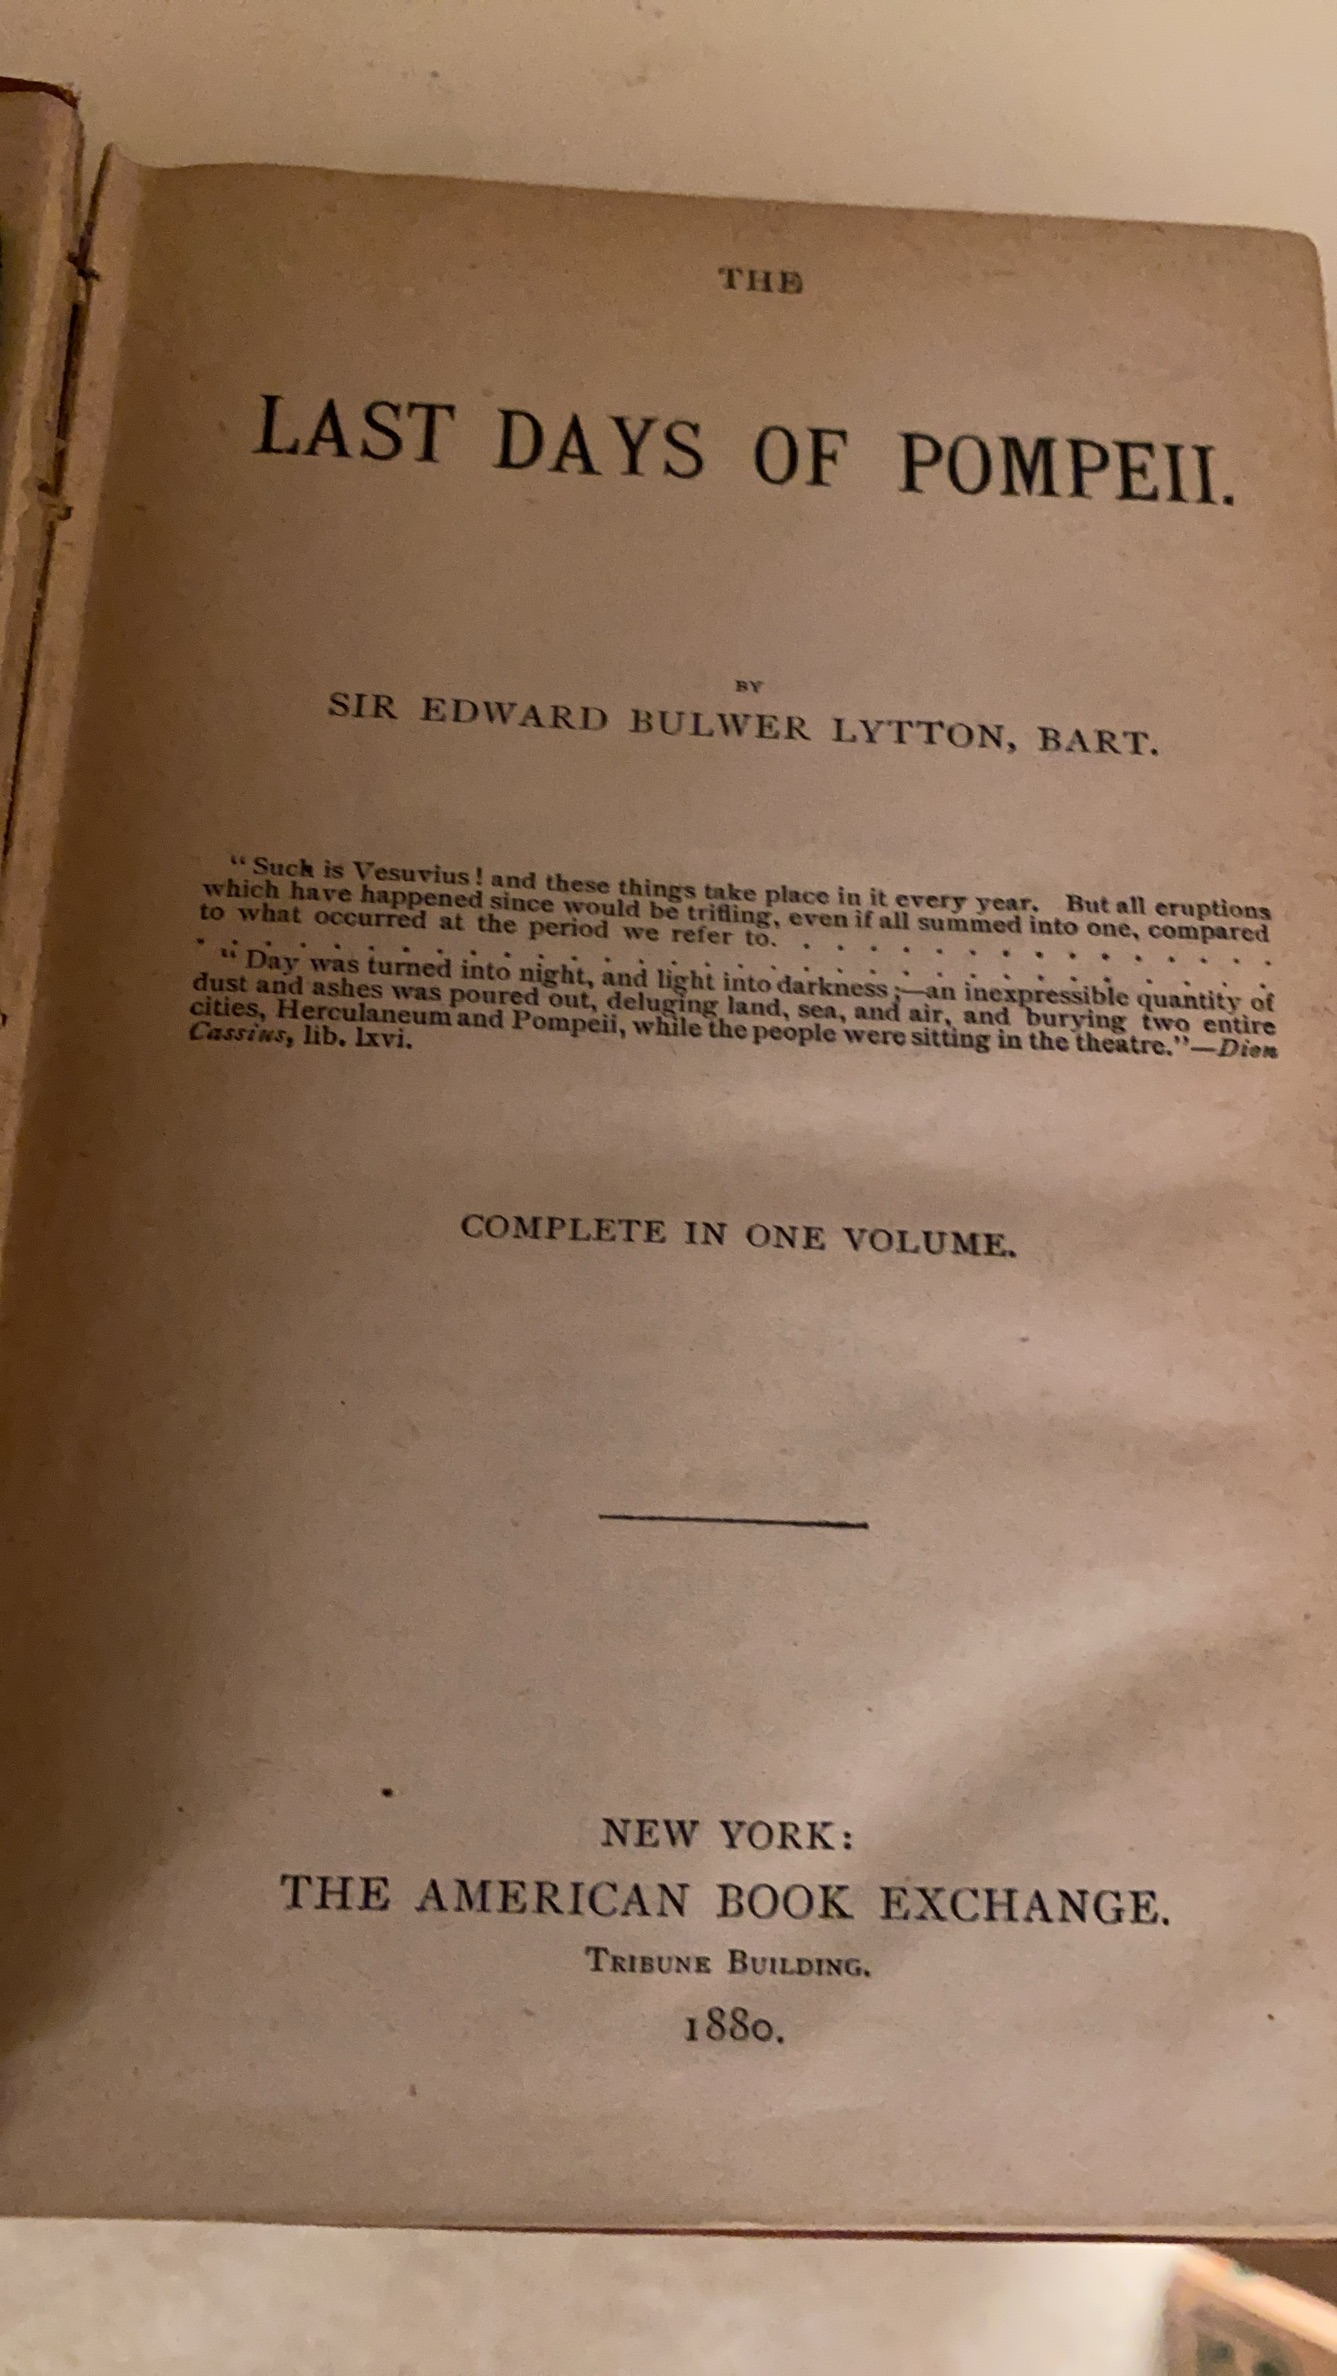 THE
LAST DAYS OF POMPEII.
BY
SIR EDWARD BULWER LYTTON, BART.
“Such is Vesuvius! and these things take place in it every year. But all eruptions
which have happened since would be trifling, even if all summed into one, compared
to what occurred at the period we refer to. . . . . . . . . . . . . . . .
. . . . . . . . . . . . . . . . . . . . . . . . . . . . . . . .
“Day was turned into night, and light into darkness;—an inexpressible quantity of
dust and ashes was poured out, deluging land, sea, and air, and burying two entire
cities, Herculaneum and Pompeii, while the people were sitting in the theatre.”—Dion
Cassius, lib. lxvi.
COMPLETE IN ONE VOLUME.
NEW YORK:
THE AMERICAN BOOK EXCHANGE.
TRIBUNE BUILDING.
1880.